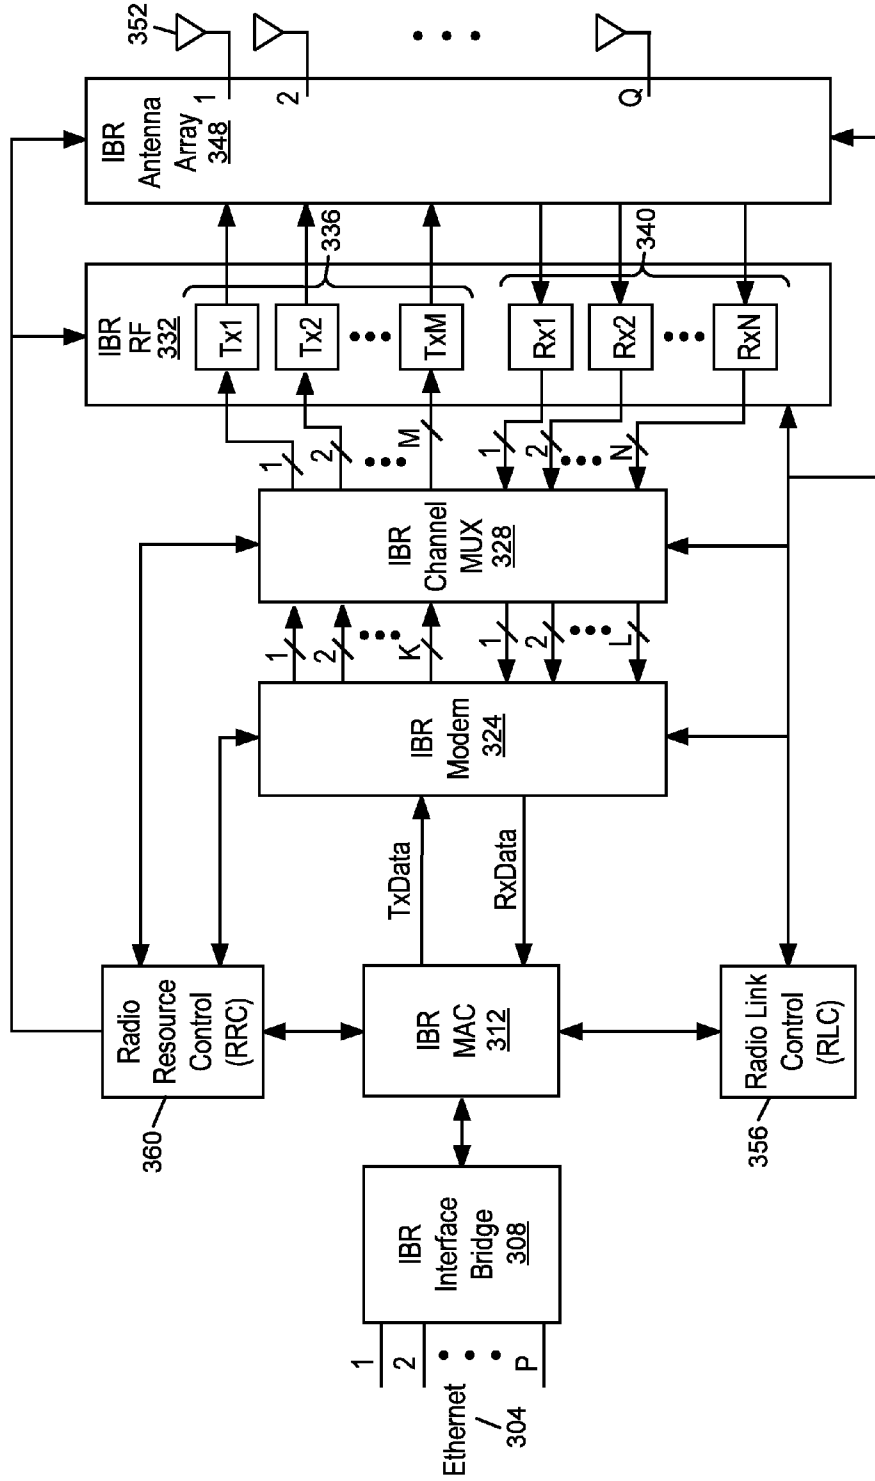 Ethernet
304
1
2
P
IBR
Interface
Bridge
308
360
Radio
Resource
Control
(RRC)
IBR
MAC
312
356
Radio Link
Control
(RLC)
TxData
RxData
IBR
Modem
324
1
2
K
1
2
L
IBR
Channel
MUX
328
1
2
M
1
2
N
IBR
RF
332
Tx1
Tx2
TxM
Rx1
Rx2
RxN
336
340
IBR
Antenna
Array
348
1
2
Q
352